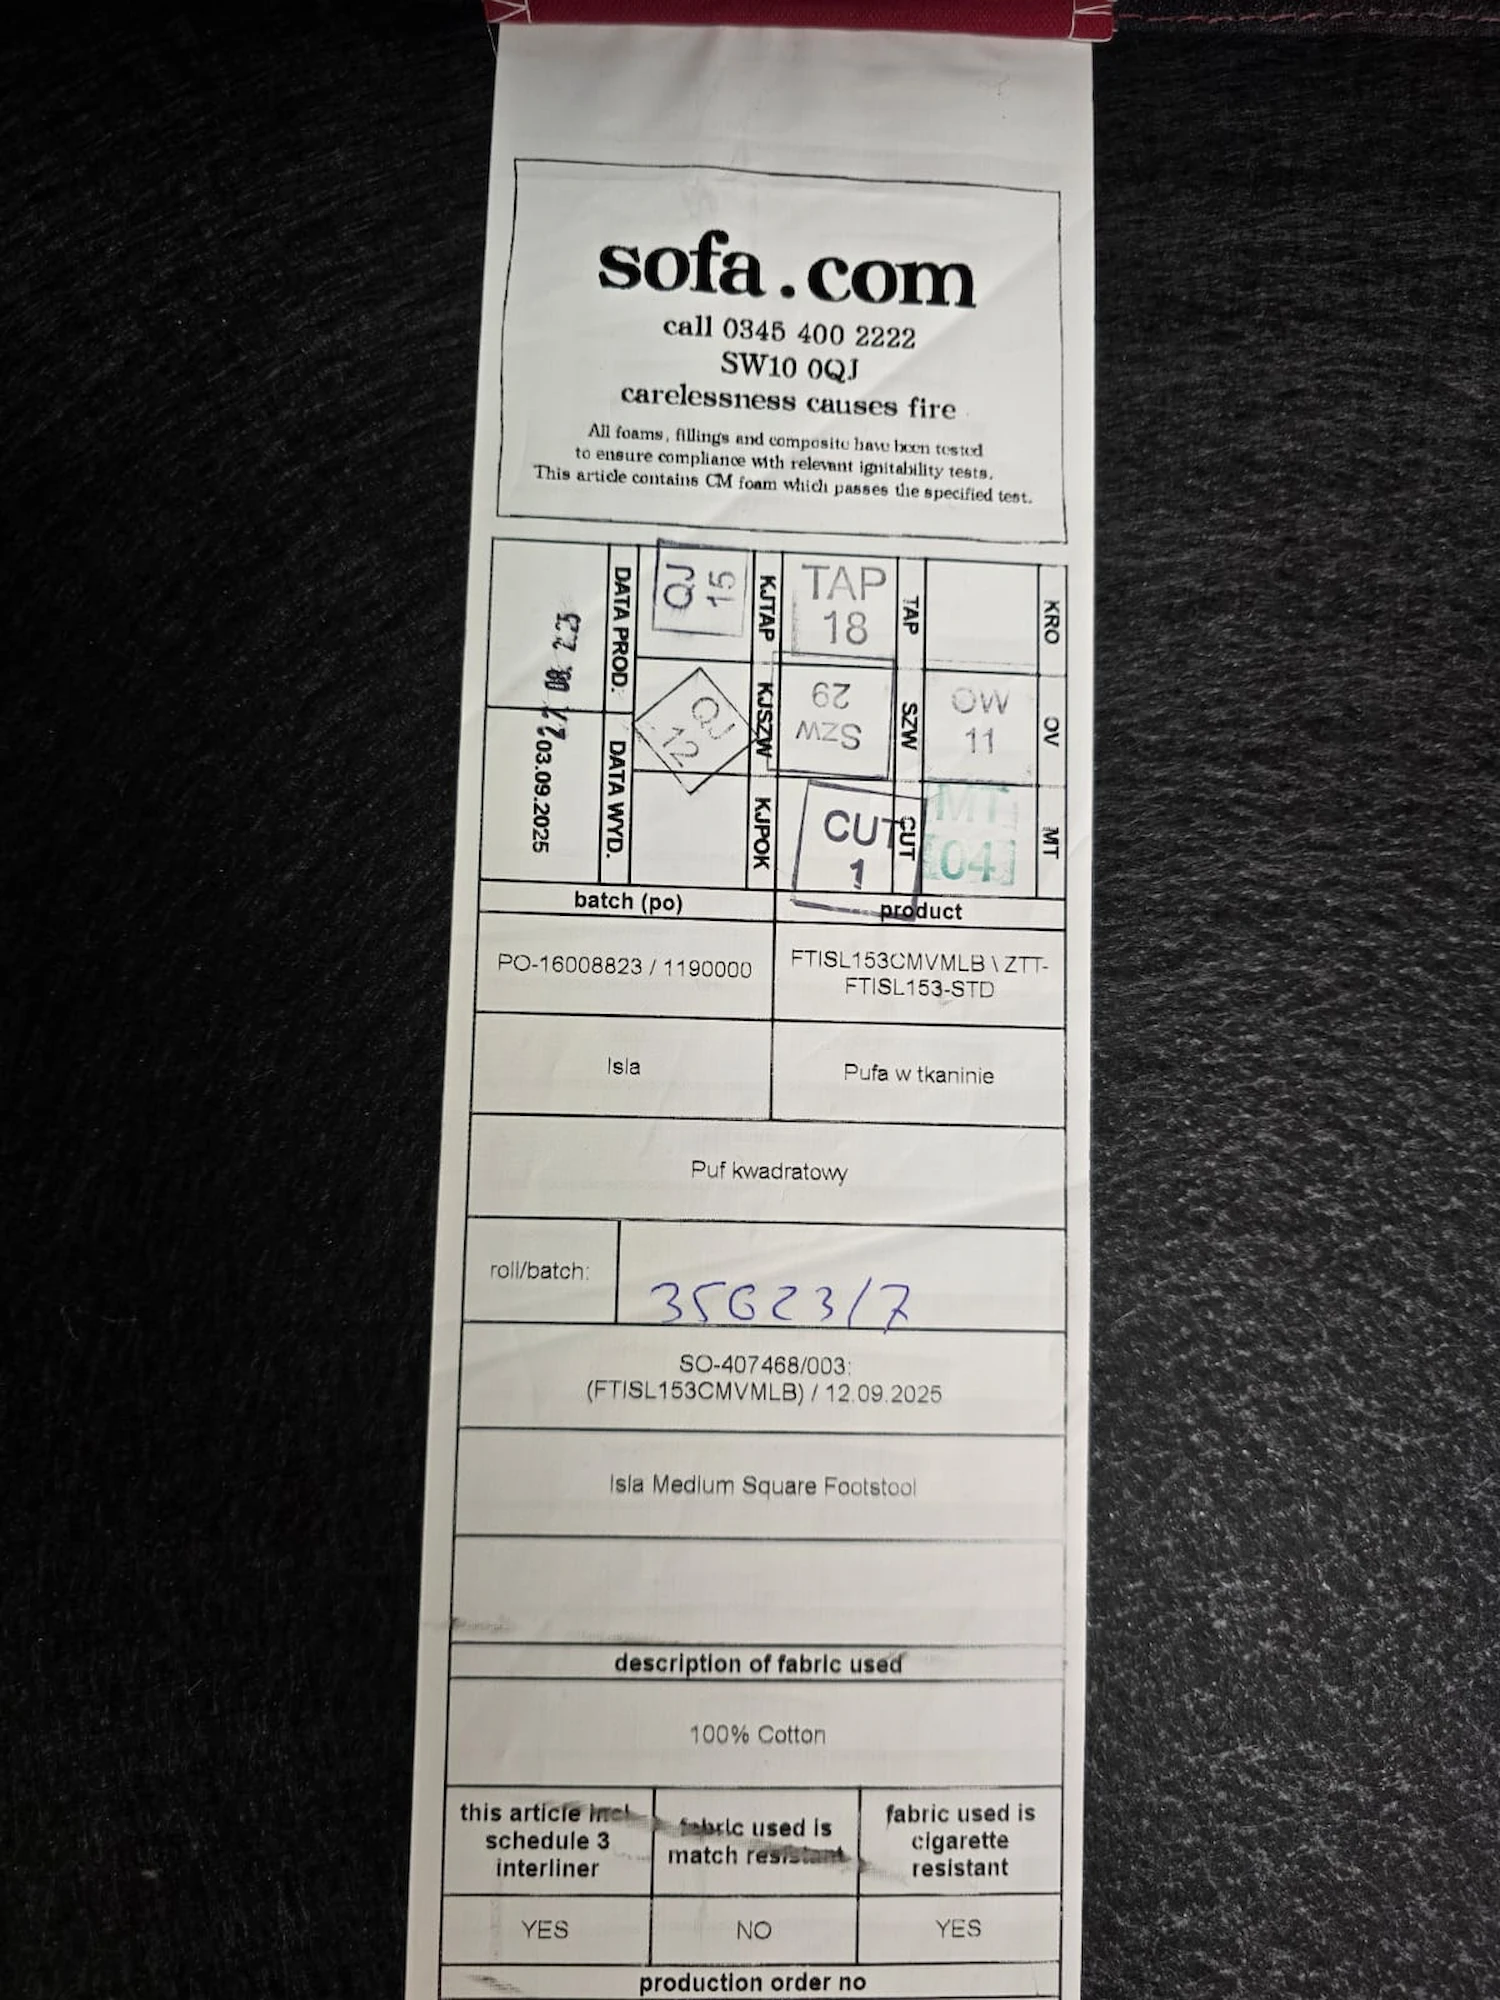 sofa.com
call 0345 400 2222
SW10 0QJ
carelessness causes fire
All foams, fillings and composite have been tested
to ensure compliance with relevant ignitability tests.
This article contains CM foam which passes the specified test.
KRO
OV
MT
OW
11
MT
04
TAP
SZW
CUT
TAP
18
SZW
29
CUT
1
KJTAP
KJSZW
KJPOK
QJ
15
QJ
12
DATA PROD.
DATA WYD.
03.09.2025
batch (po)
product
PO-16008823 / 1190000
FTISL153CMVMLB \ ZTT-
FTISL153-STD
Isla
Pufa w tkaninie
Puf kwadratowy
roll/batch:
35623/7
SO-407468/003:
(FTISL153CMVMLB) / 12.09.2025
Isla Medium Square Footstool
description of fabric used
100% Cotton
this article incl
schedule 3
interliner
fabric used is
match resistant
fabric used is
cigarette
resistant
YES
NO
YES
production order no